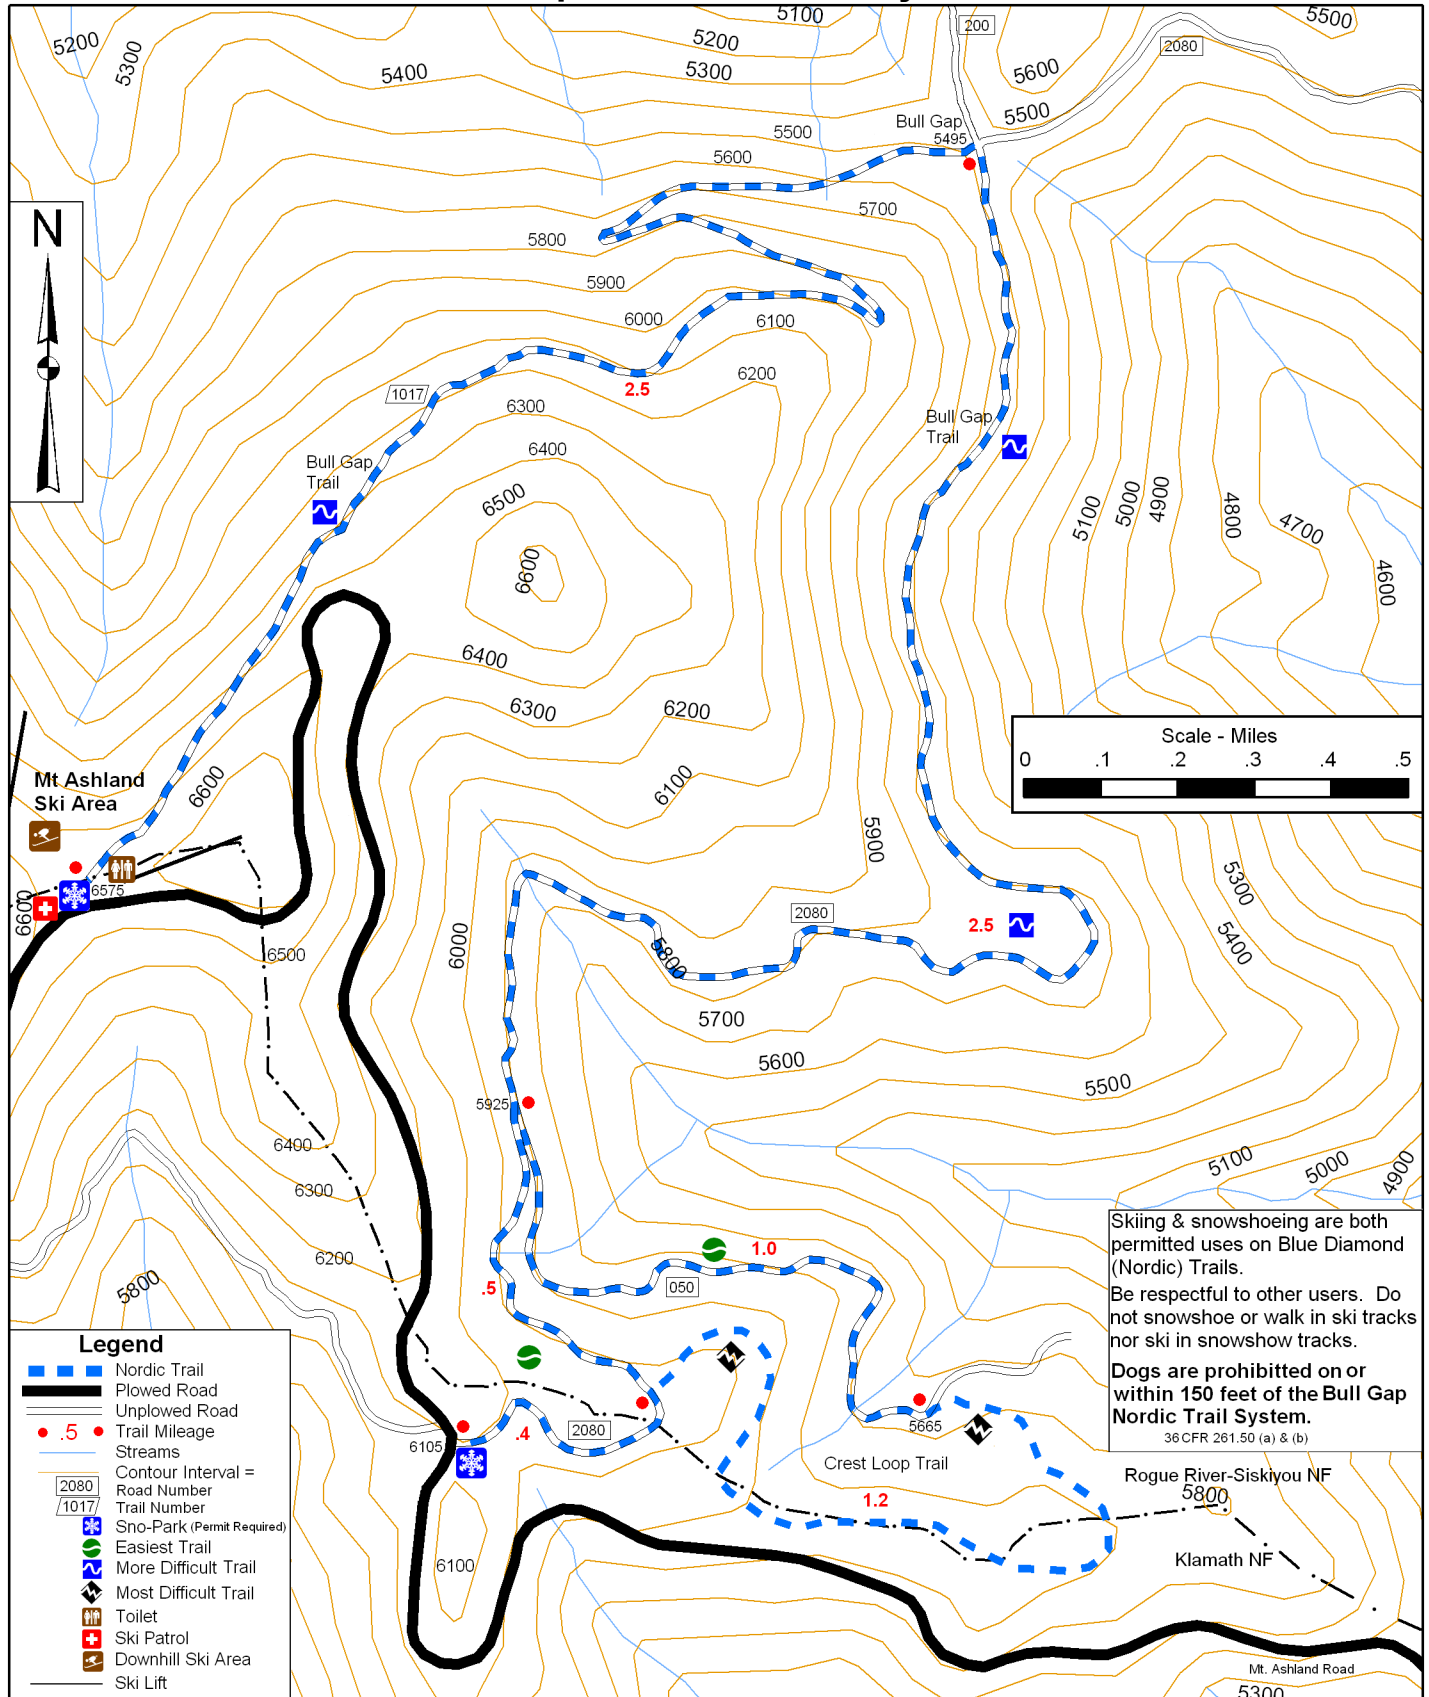 5100
200
5500
5200
5300
5200
5300
5400
2080
5600
5500
Bull Gap
5495
5500
5600
5700
N
5800
5900
6000
6100
6200
1017
2.5
6300
Bull Gap
Trail
6400
Bull Gap
Trail
6500
5100
5000
4900
4800
4700
4600
6600
6400
6300
6200
Scale - Miles
0 .1 .2 .3 .4 .5
Mt Ashland
Ski Area
6600
6100
5900
5300
6575
6600
2080
2.5
5400
6000
5800
6500
5700
5600
5500
5925
6400
5100
5000
4900
6300
Skiing & snowshoeing are both
permitted uses on Blue Diamond
(Nordic) Trails.
Be respectful to other users. Do
not snowshoe or walk in ski tracks
nor ski in snowshow tracks.
Dogs are prohibitted on or
within 150 feet of the Bull Gap
Nordic Trail System.
36 CFR 261.50 (a) & (b)
1.0
6200
.5
050
5800
5665
6105
.4
2080
Crest Loop Trail
1.2
Rogue River-Siskiyou NF
5800
Klamath NF
6100
Mt. Ashland Road
5300
Legend
Nordic Trail
Plowed Road
Unplowed Road
.5 Trail Mileage
Streams
Contour Interval =
2080 Road Number
1017 Trail Number
Sno-Park (Permit Required)
Easiest Trail
More Difficult Trail
Most Difficult Trail
Toilet
Ski Patrol
Downhill Ski Area
Ski Lift